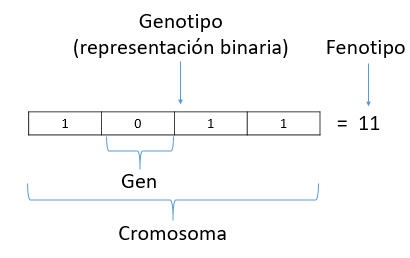 Genotipo
(representación binaria)
Fenotipo
1 0 1 1 = 11
Gen
Cromosoma